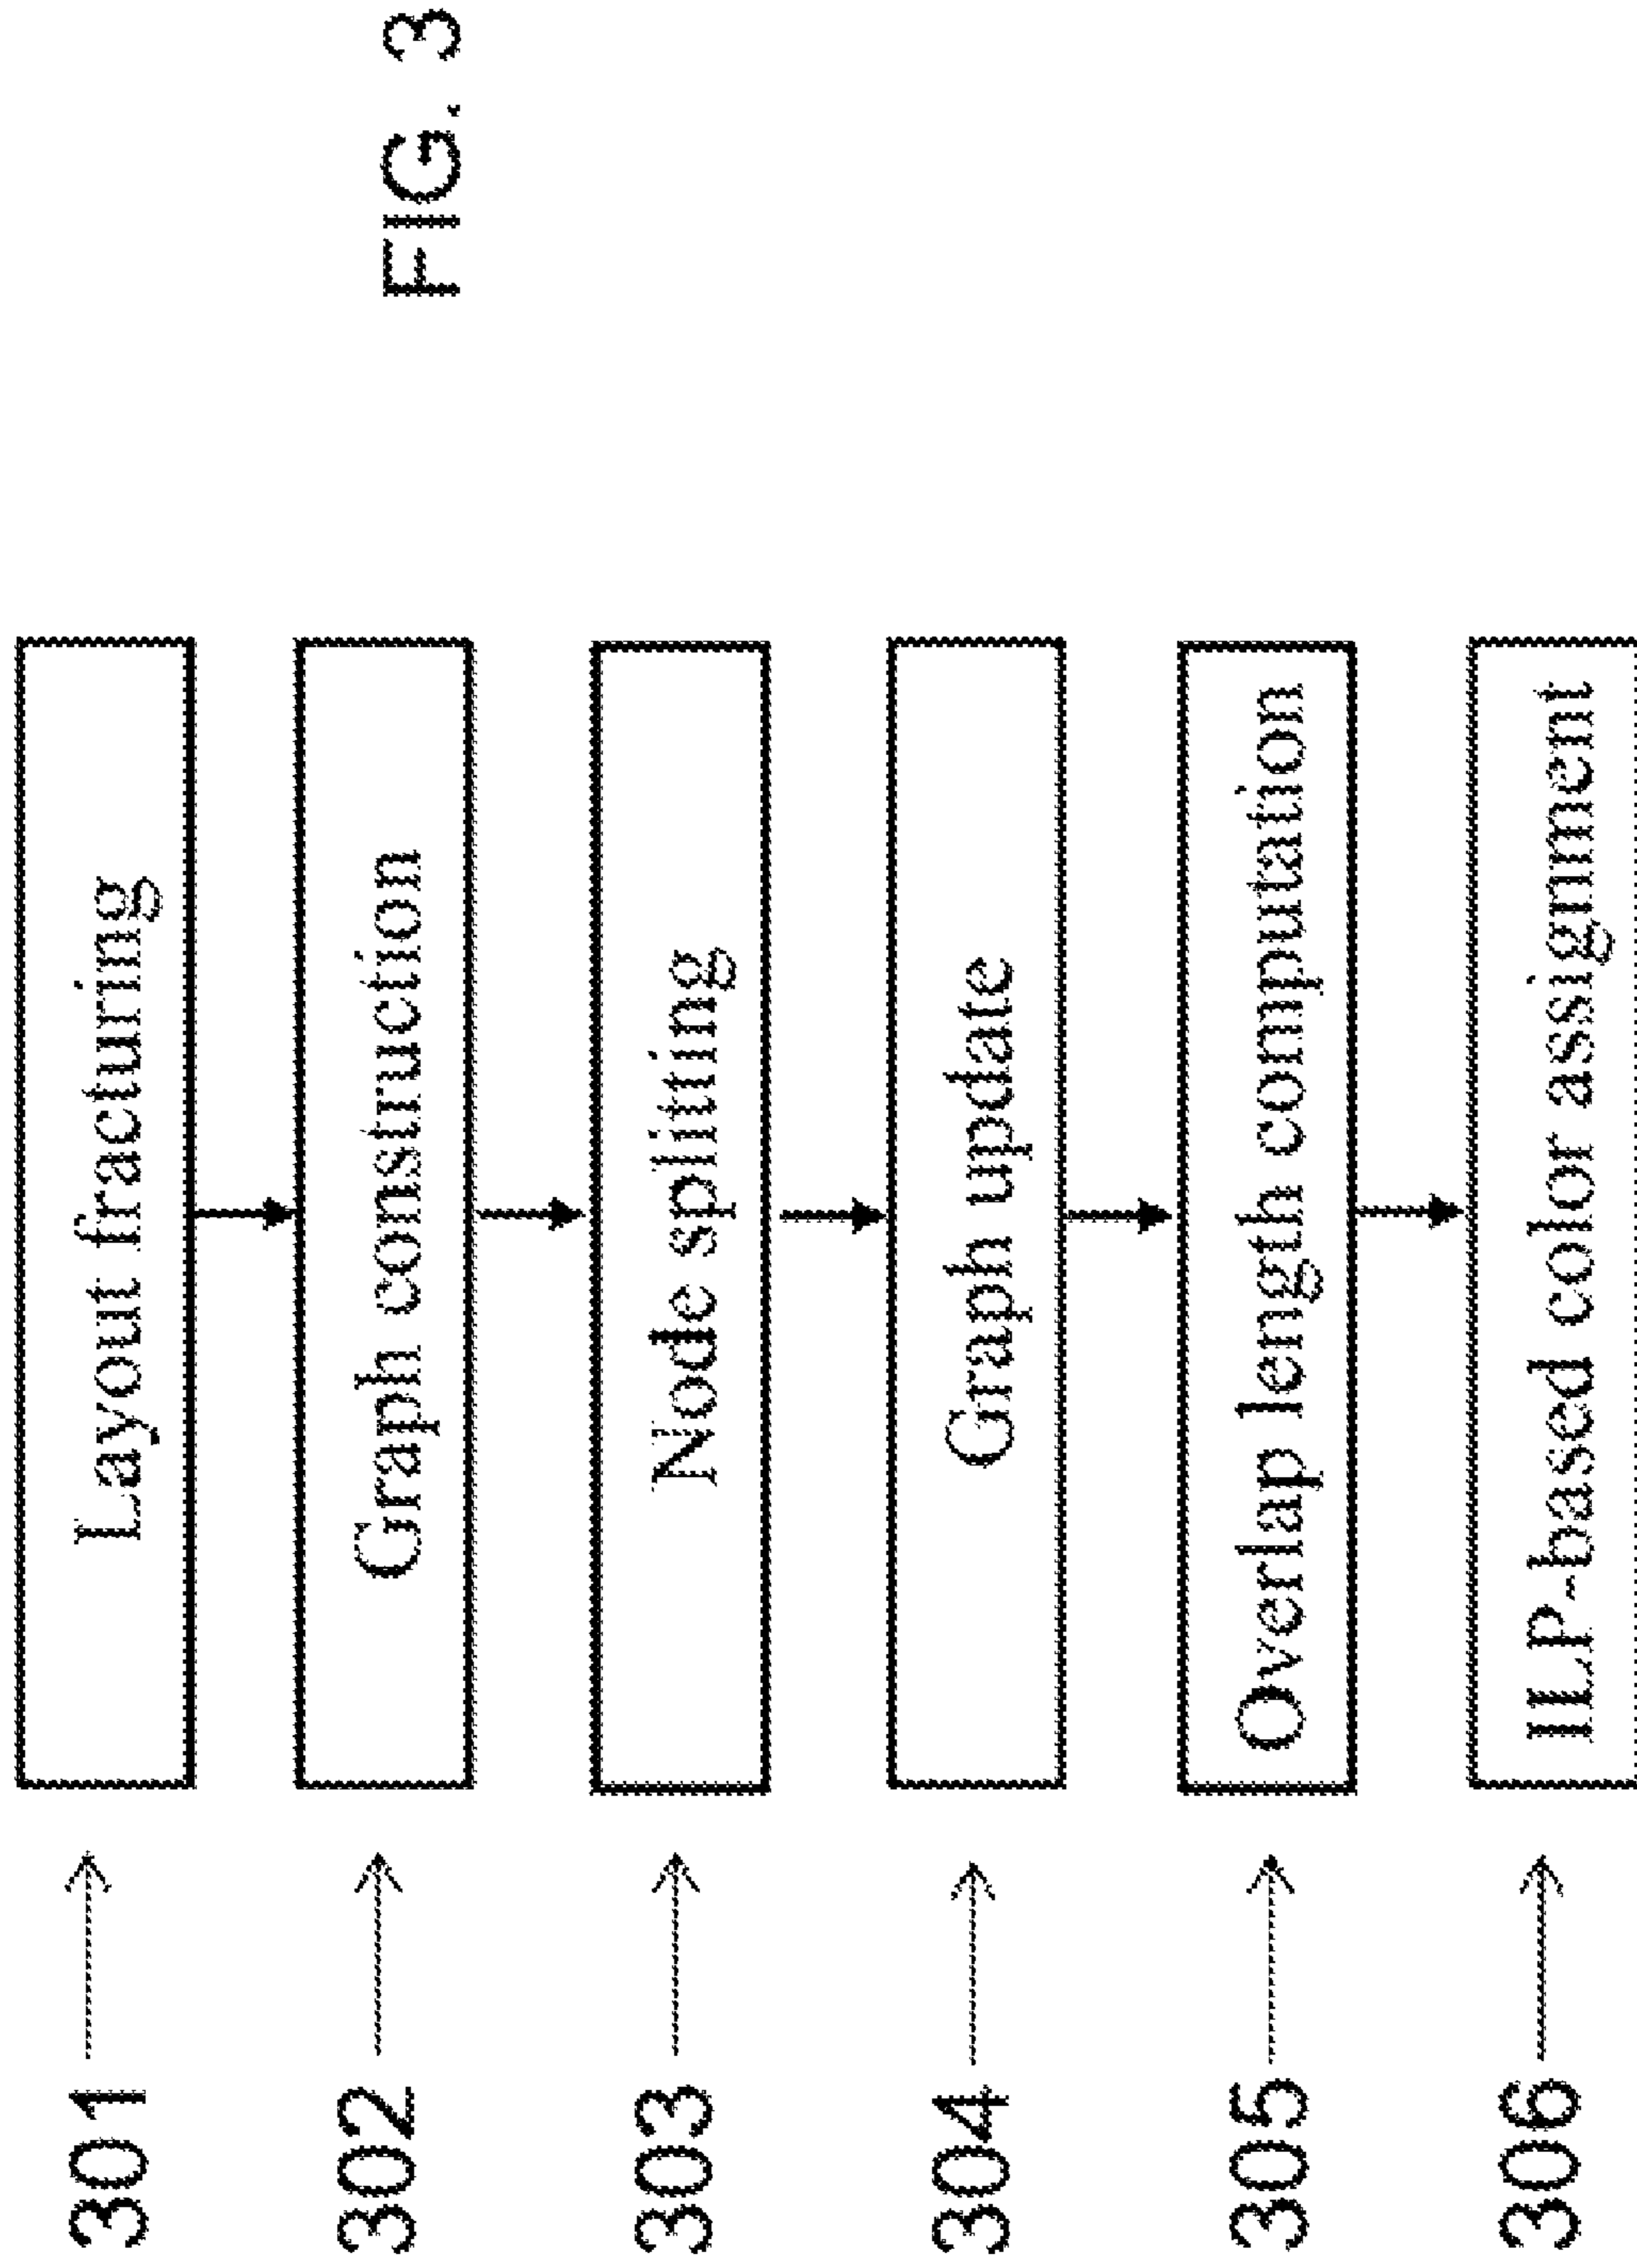 301
Layout fracturing
302
Graph construction
303
Node splitting
304
Graph update
305
Overlap length computation
306
ILP-based color assignment
FIG. 3